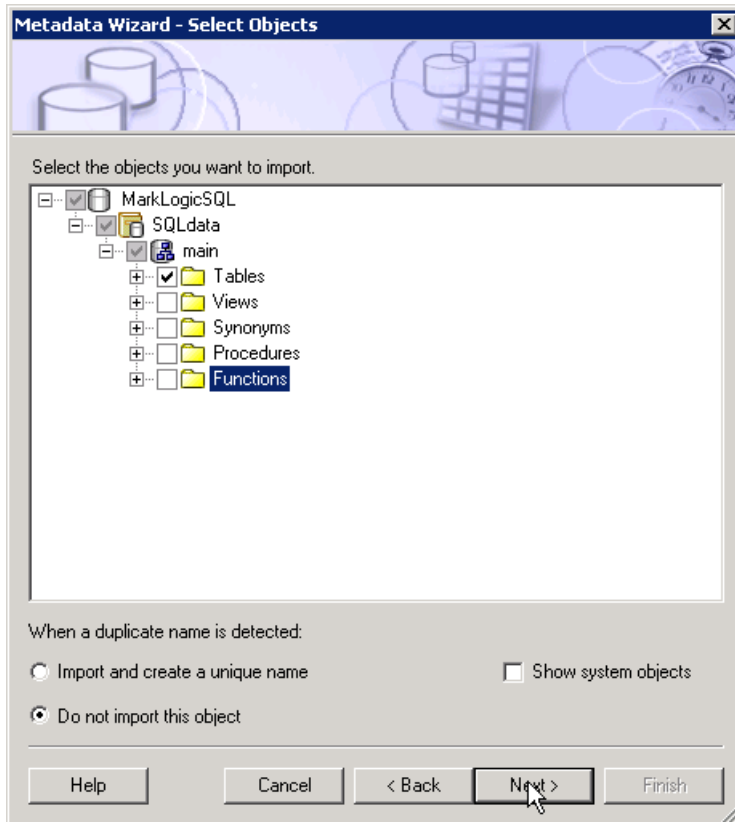 Metadata Wizard - Select Objects
Select the objects you want to import.
MarkLogicSQL
SQLdata
main
Tables
Views
Synonyms
Procedures
Functions
When a duplicate name is detected:
Import and create a unique name
Show system objects
Do not import this object
Help
Cancel
< Back
Next >
Finish